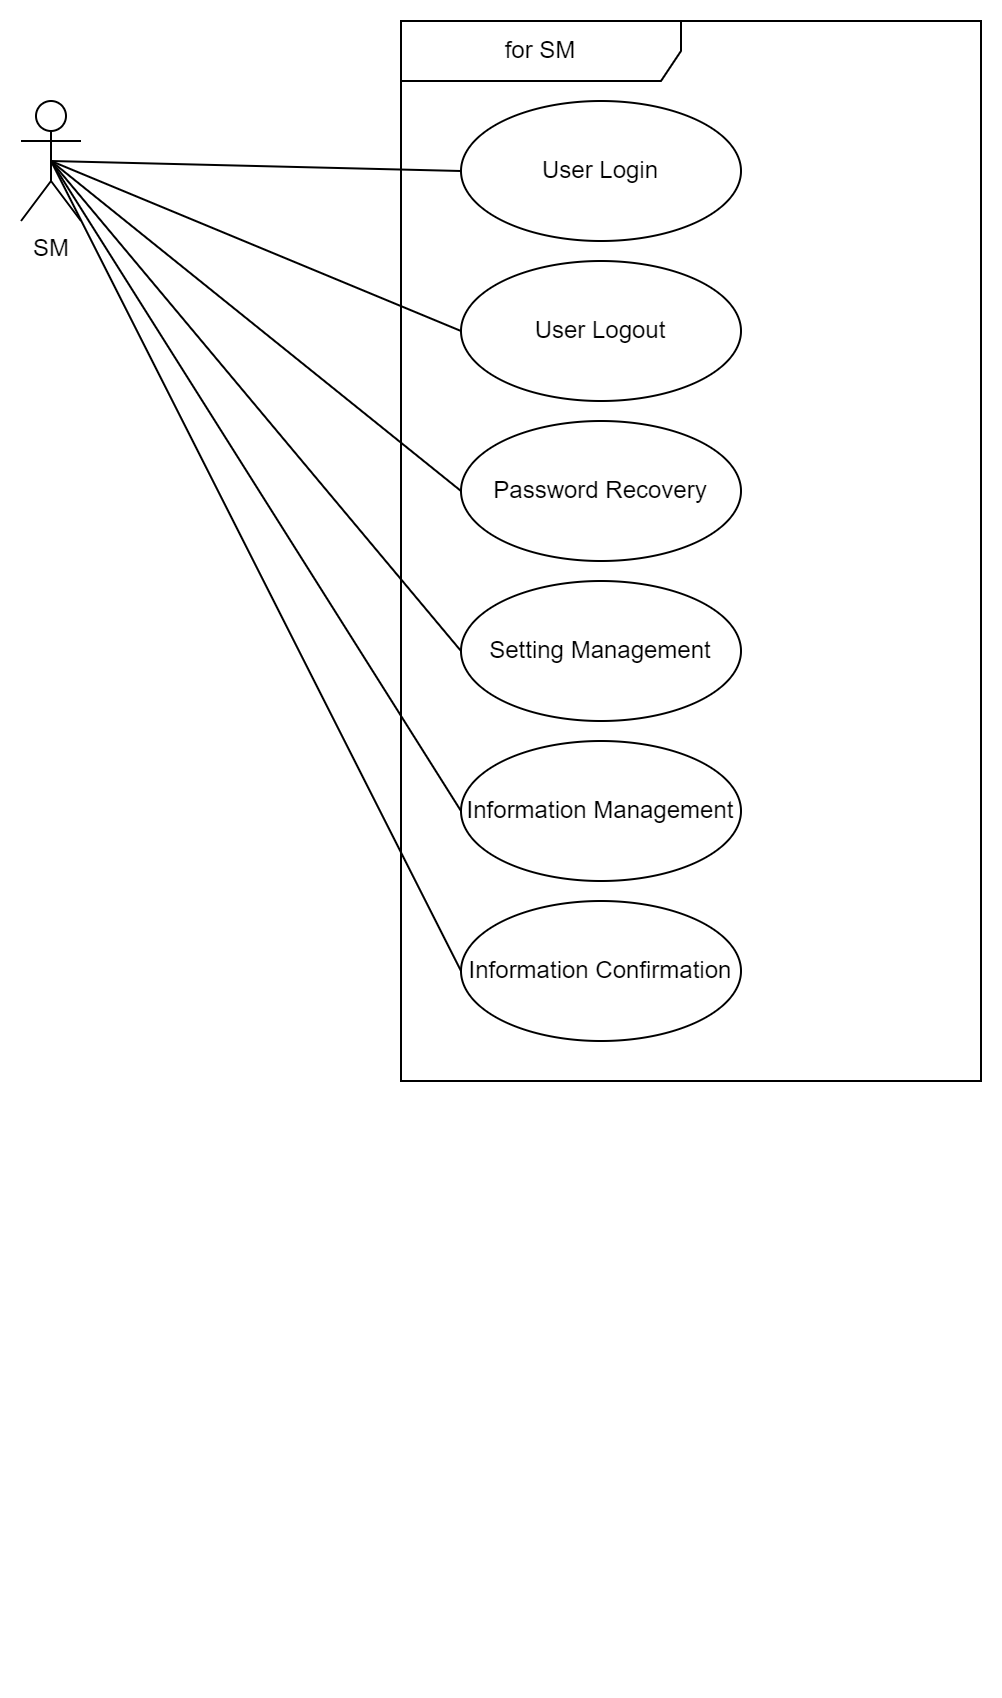 for SM
SM
User Login
User Logout
Password Recovery
Setting Management
Information Management
Information Confirmation